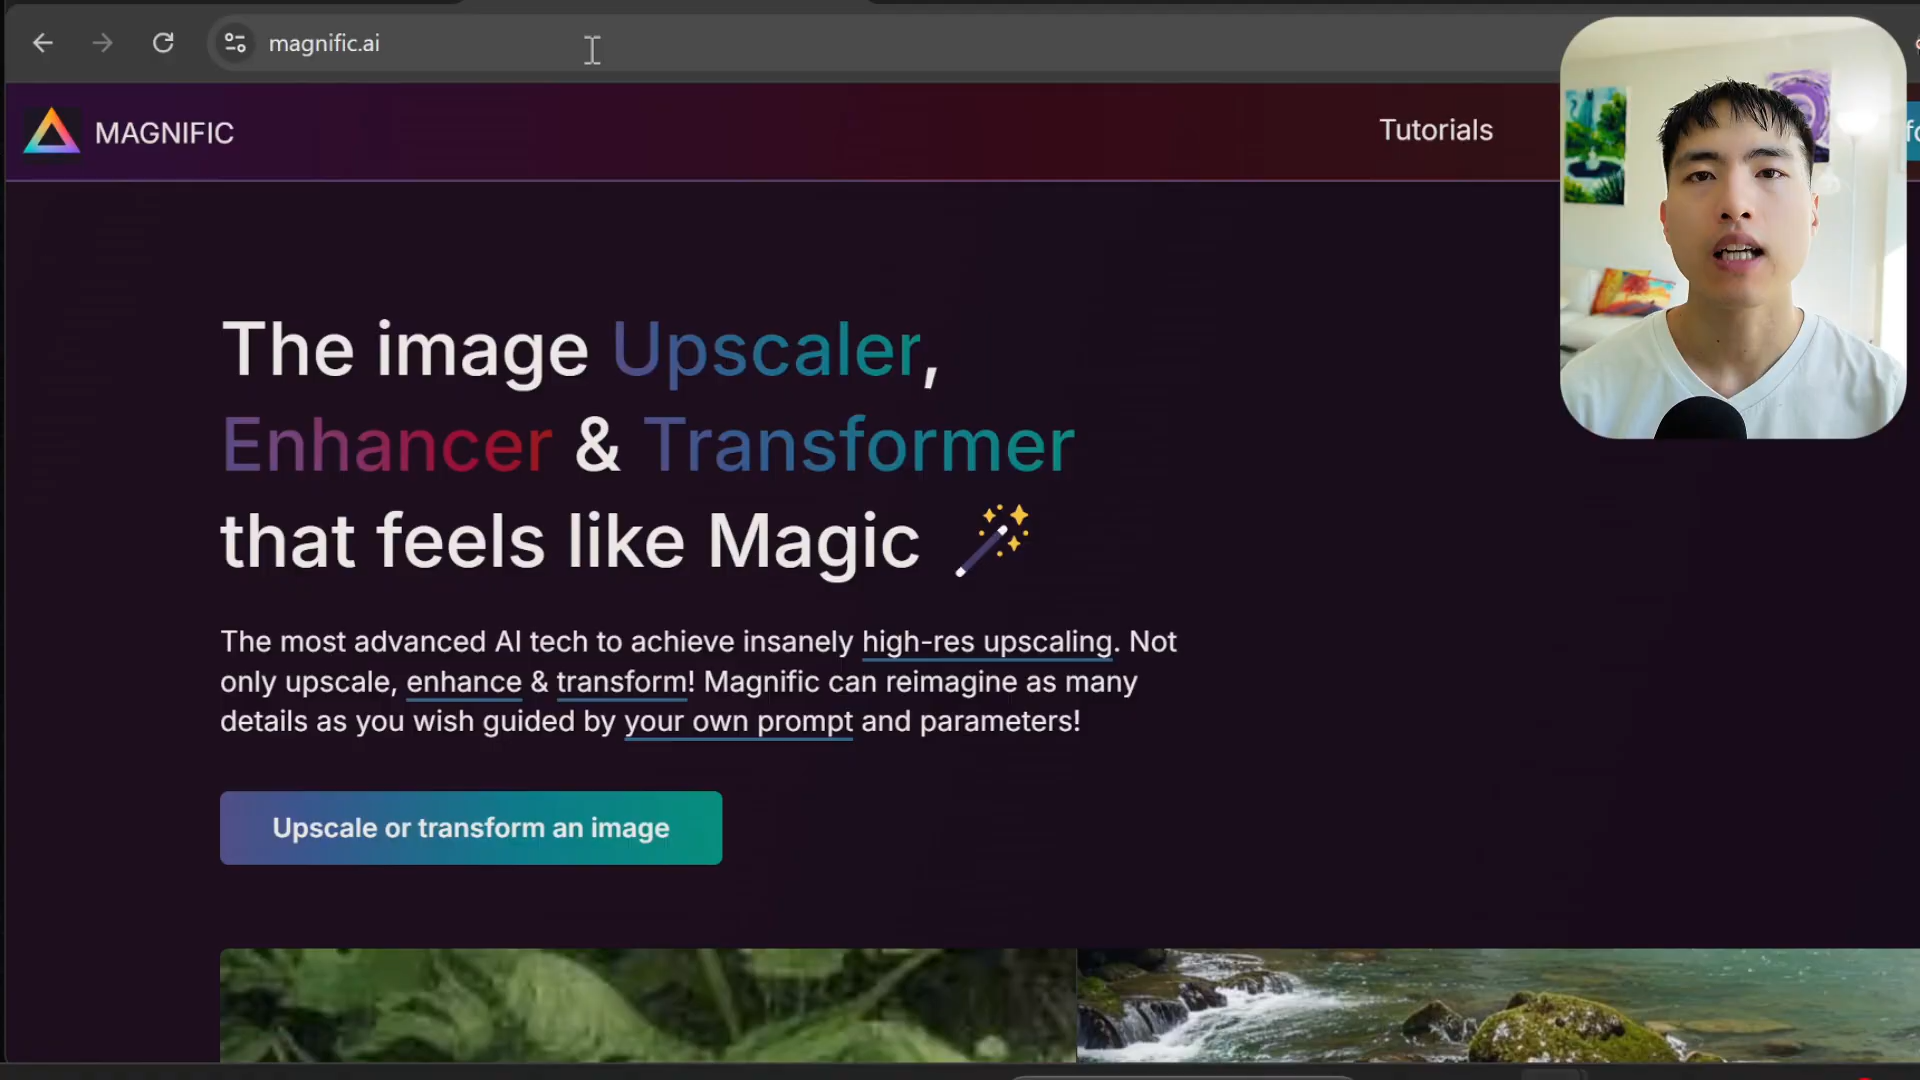 magnific.ai
MAGNIFIC
Tutorials
The image Upscaler,
Enhancer & Transformer
that feels like Magic
The most advanced AI tech to achieve insanely high-res upscaling. Not
only upscale, enhance & transform! Magnific can reimagine as many
details as you wish guided by your own prompt and parameters!
Upscale or transform an image